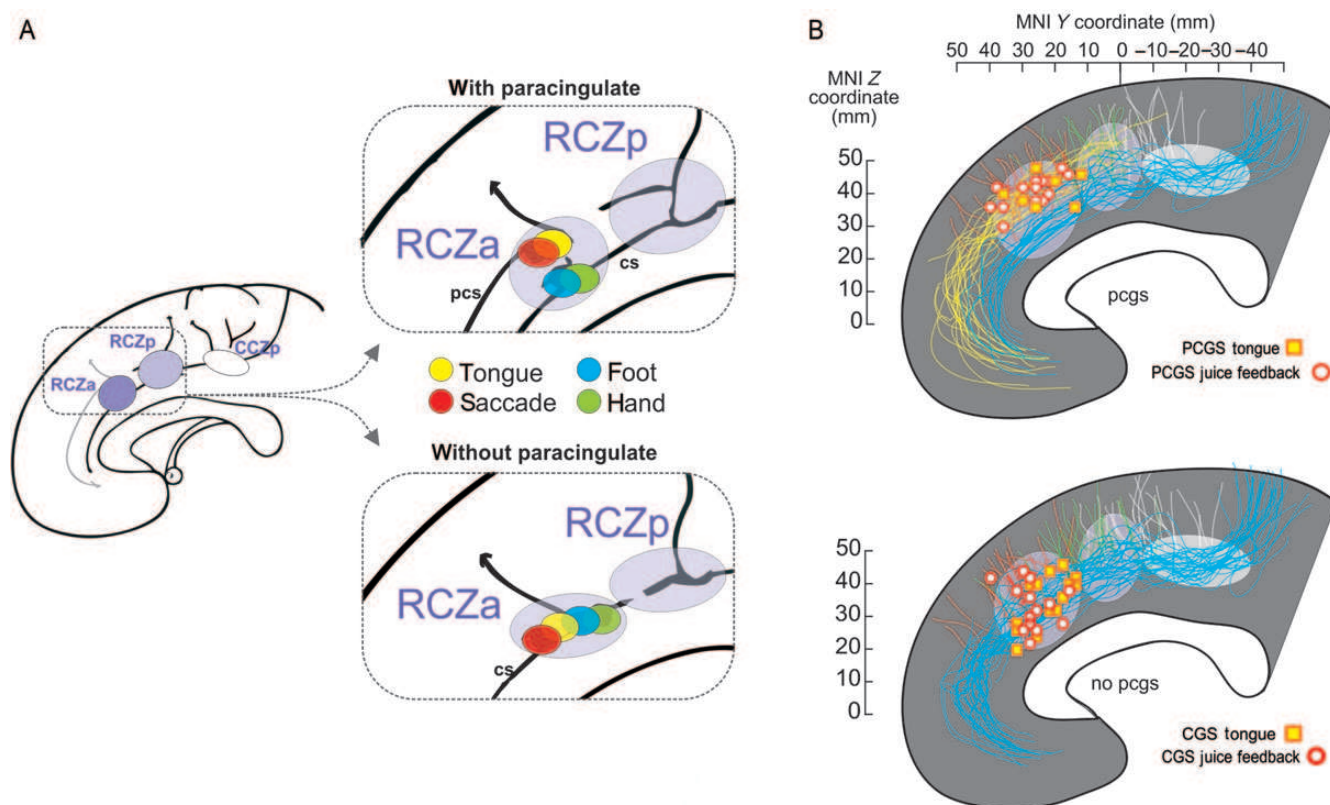 A
With paracingulate
RCZp
RCZa
cs
pcs
RCZp
CCZp
RCZa
Tongue
Foot
Saccade
Hand
Without paracingulate
RCZp
RCZa
cs
B
MNI Y coordinate (mm)
50 40 30 20 10 0 –10 –20 –30 –40
MNI Z
coordinate
(mm)
50
40
30
20
10
0
pcgs
PCGS tongue
PCGS juice feedback
50
40
30
20
10
0
no pcgs
CGS tongue
CGS juice feedback